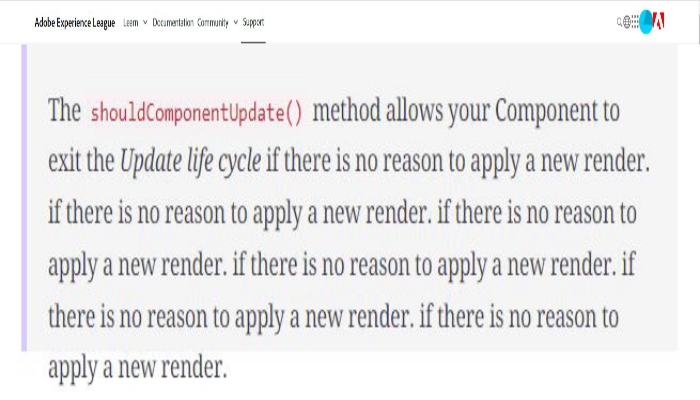 Adobe Experience League Learn Documentation Community Support
The shouldComponentUpdate() method allows your Component to
exit the Update life cycle if there is no reason to apply a new render.
if there is no reason to apply a new render. if there is no reason to
apply a new render. if there is no reason to apply a new render. if
there is no reason to apply a new render. if there is no reason to
apply a new render.